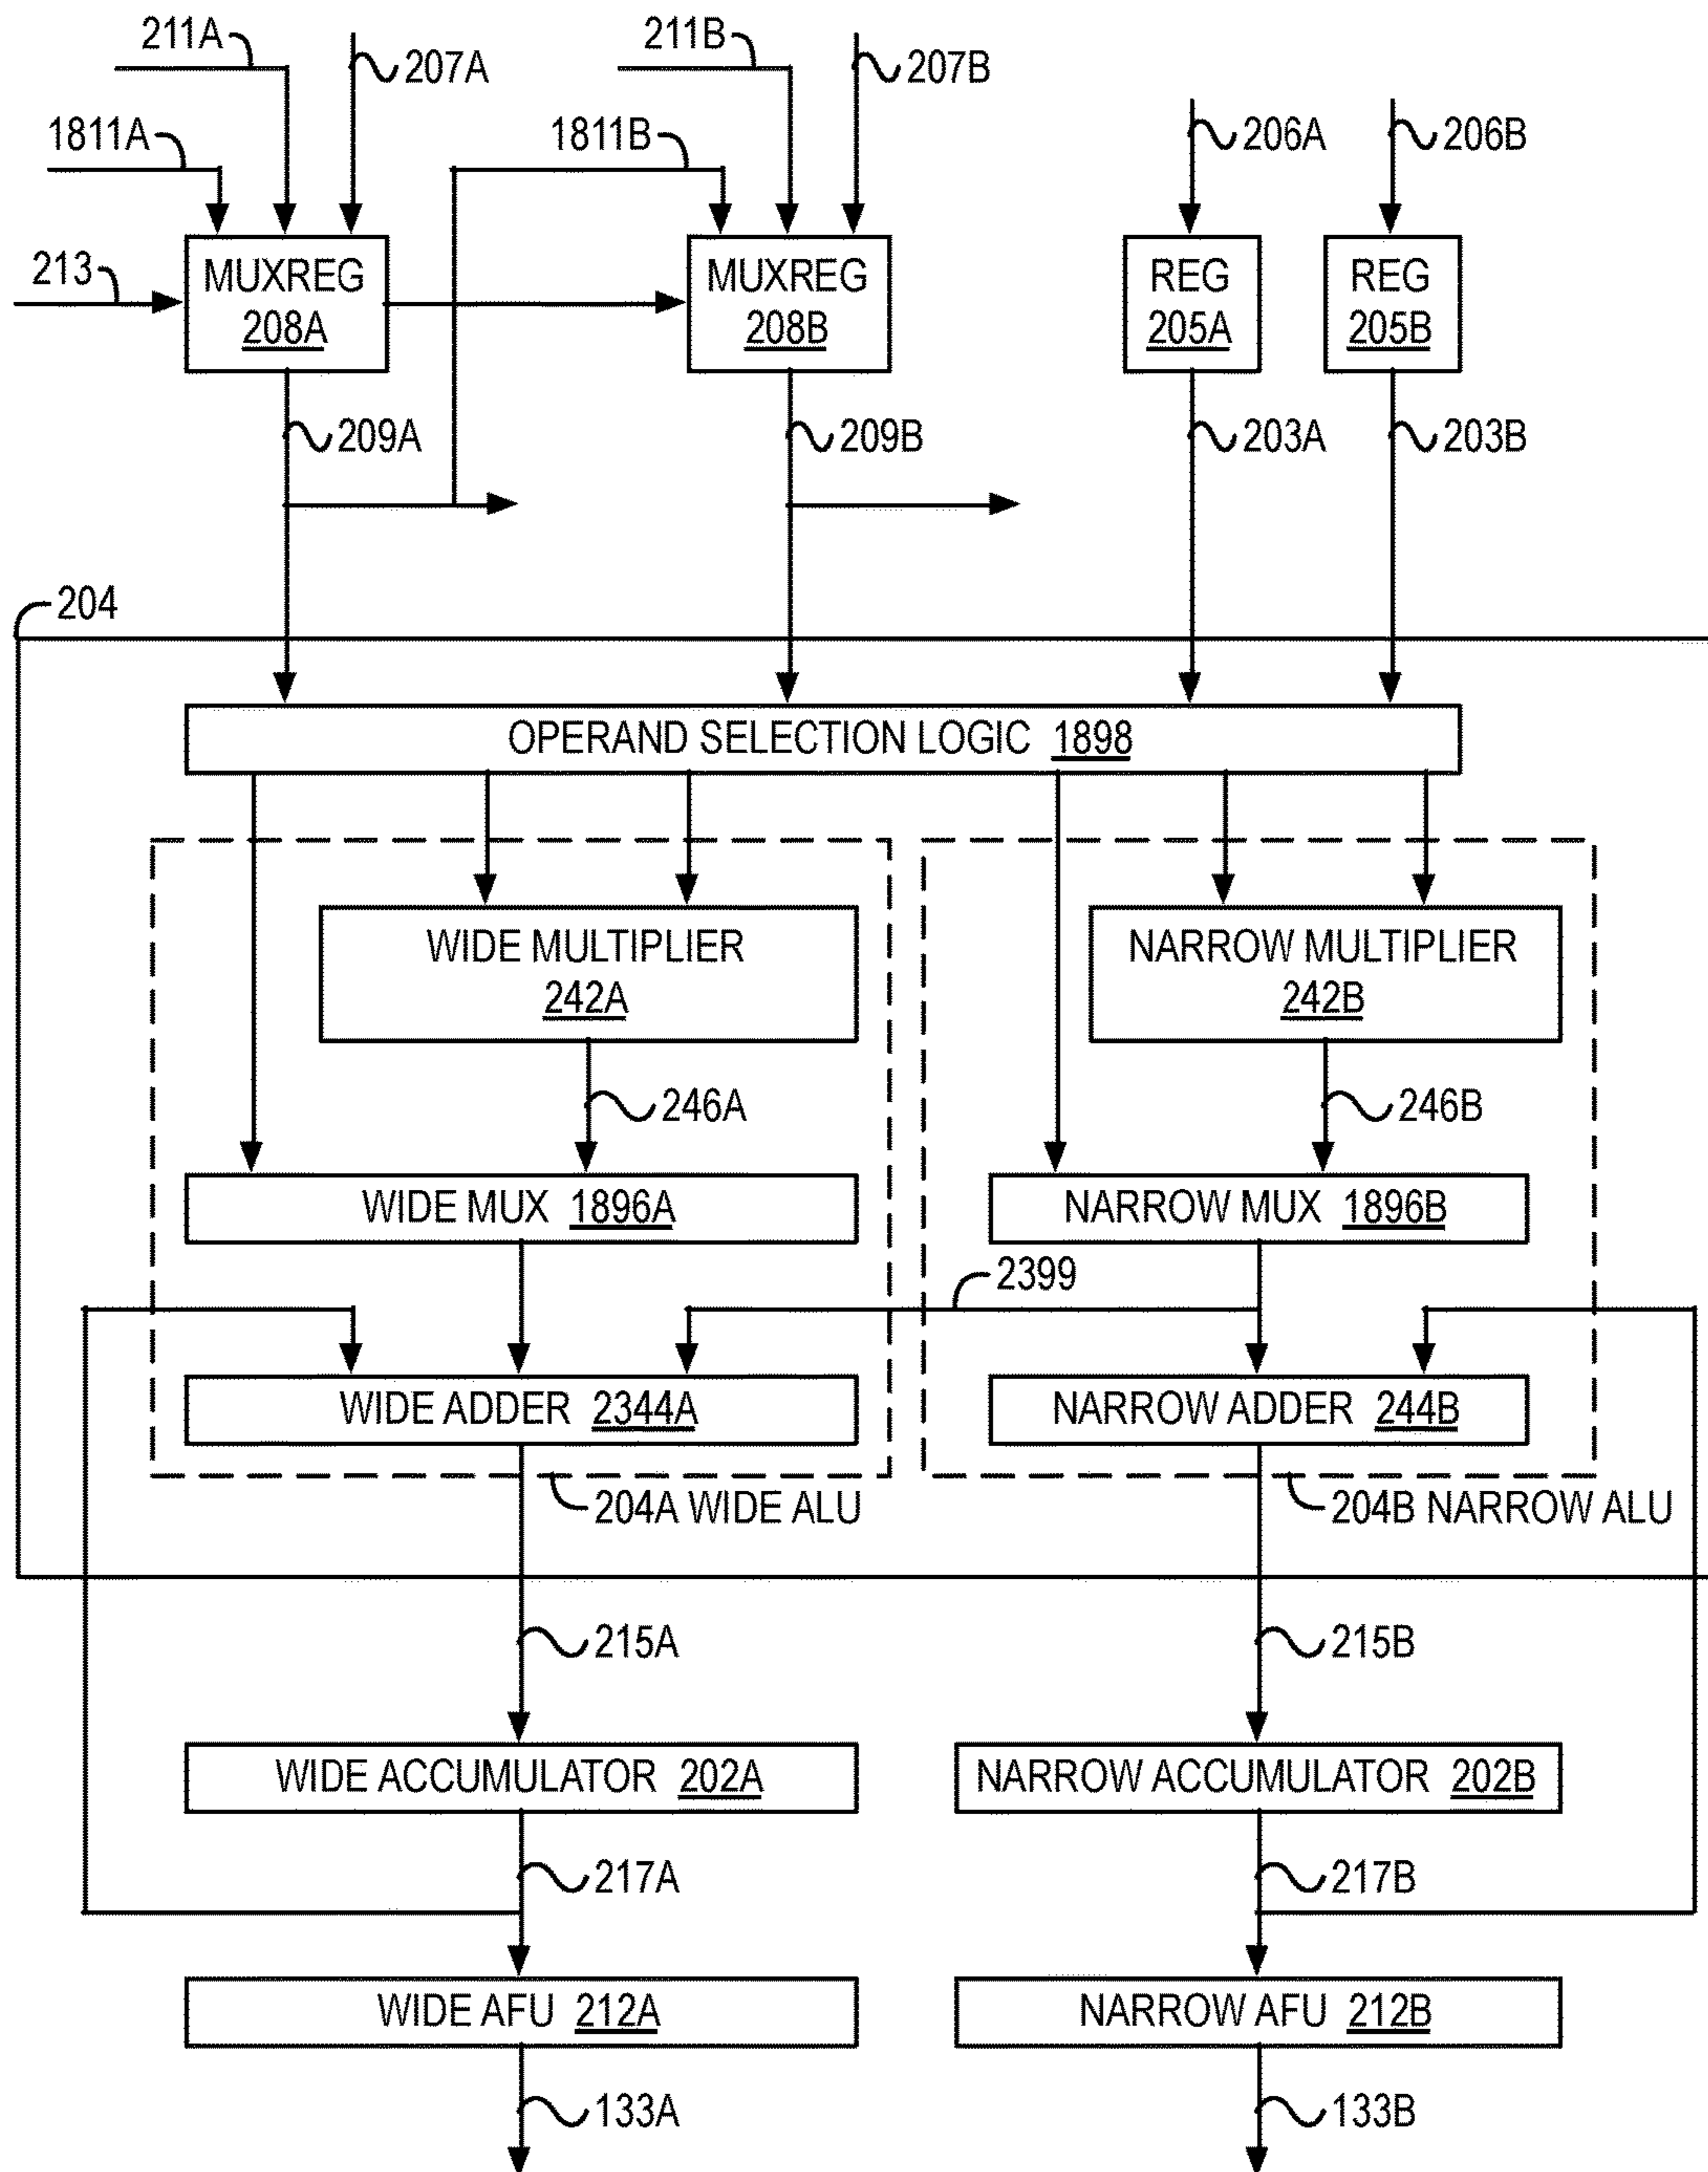 211A
207A
211B
207B
1811A
1811B
206A
206B
213
MUXREG
208A
MUXREG
208B
REG
205A
REG
205B
209A
209B
203A
203B
204
OPERAND SELECTION LOGIC 1898
WIDE MULTIPLIER
242A
NARROW MULTIPLIER
242B
246A
246B
WIDE MUX 1896A
NARROW MUX 1896B
2399
WIDE ADDER 2344A
NARROW ADDER 244B
204A WIDE ALU
204B NARROW ALU
215A
215B
WIDE ACCUMULATOR 202A
NARROW ACCUMULATOR 202B
217A
217B
WIDE AFU 212A
NARROW AFU 212B
133A
133B